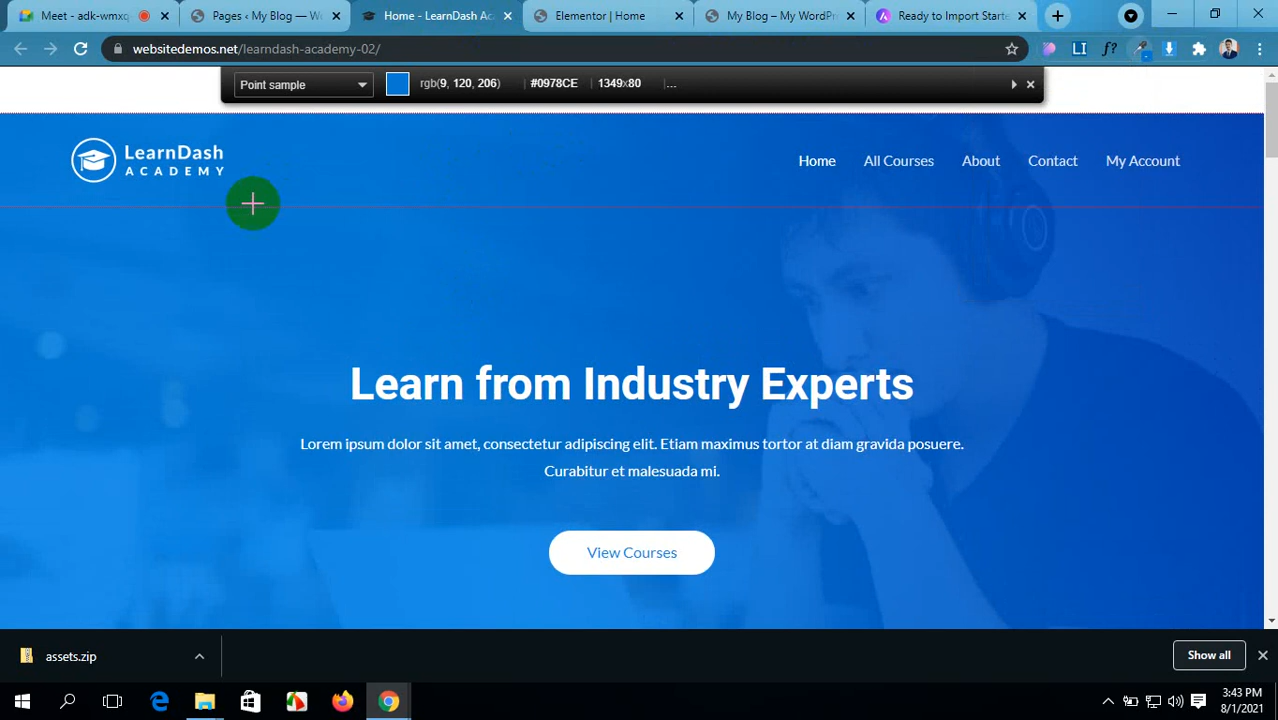 Meet - adk-wmxq-
Pages ‹ My Blog — W
Home - LearnDash Ac
Elementor | Home
My Blog – My WordPr
Ready to Import Starte
websitedemos.net/learndash-academy-02/
LI
f?
Point sample
rgb(9, 120, 206)
#0978CE
1349x80
...
LearnDash
ACADEMY
Home
All Courses
About
Contact
My Account
Learn from Industry Experts
Lorem ipsum dolor sit amet, consectetur adipiscing elit. Etiam maximus tortor at diam gravida posuere.
Curabitur et malesuada mi.
View Courses
assets.zip
Show all
3:43 PM
8/1/2021